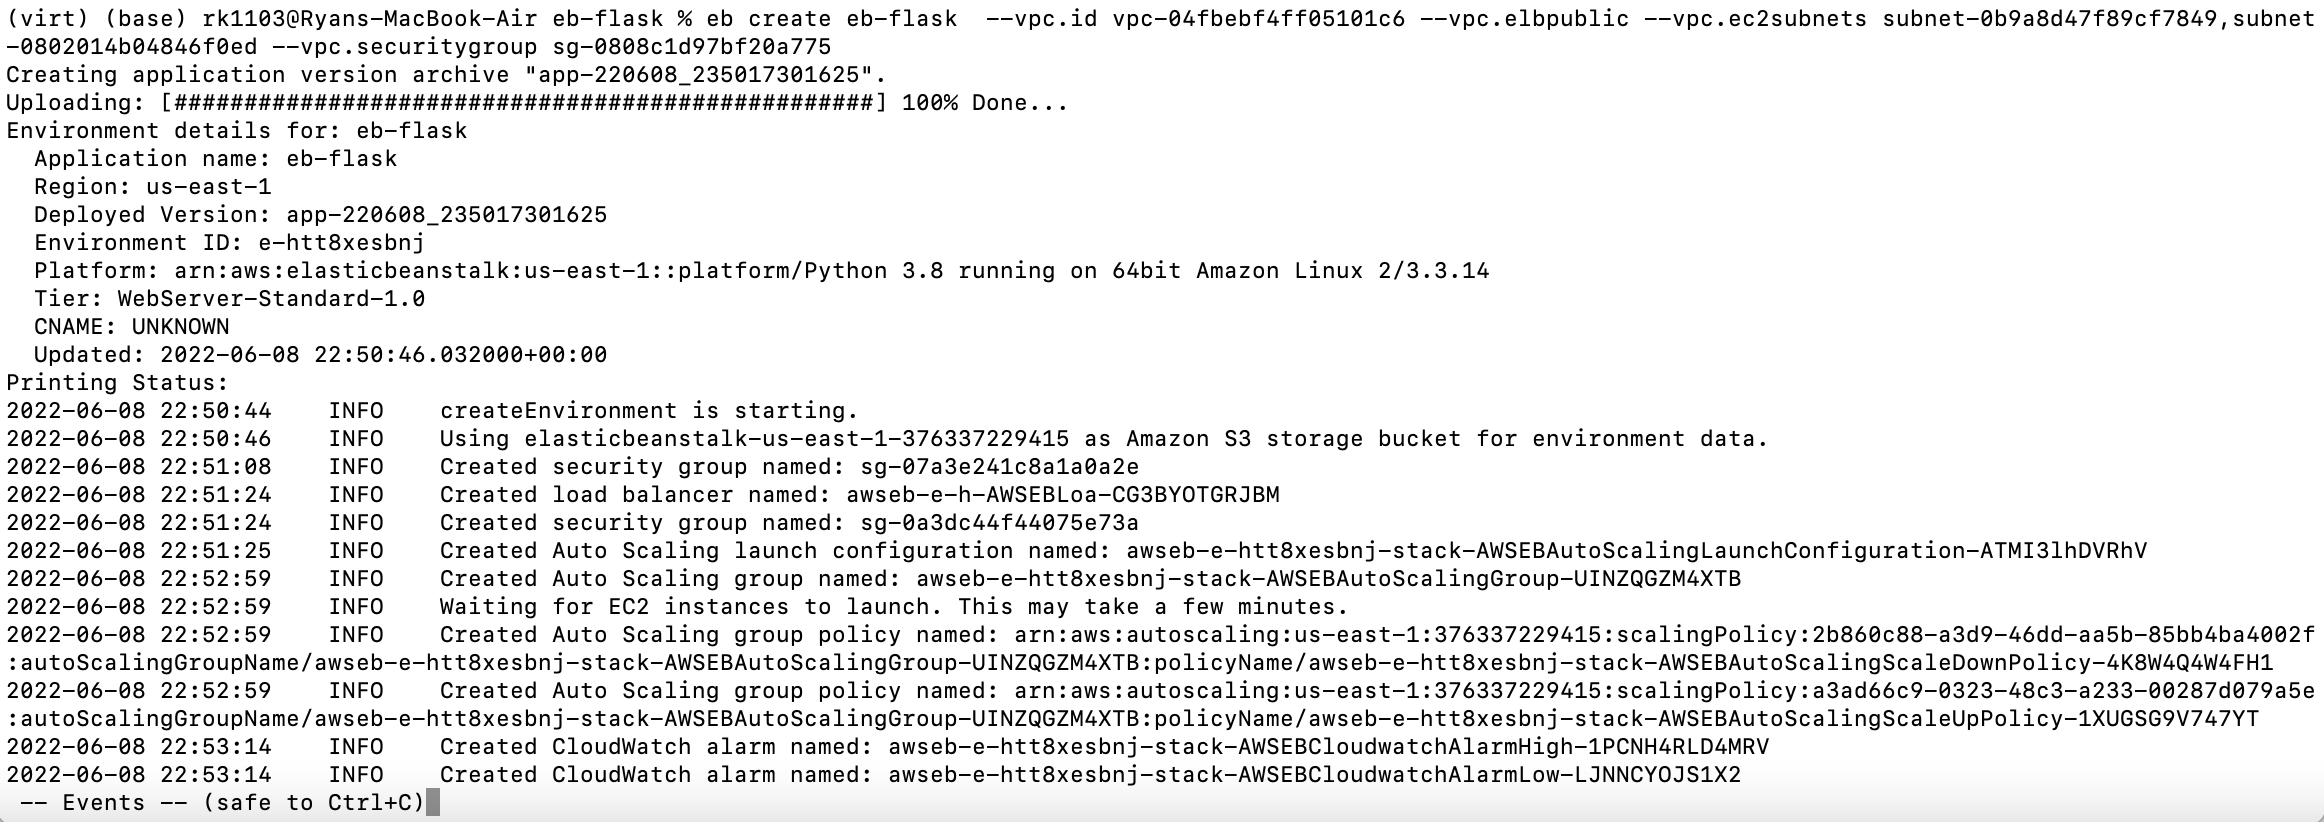 (virt) (base) rk1103@Ryans-MacBook-Air eb-flask % eb create eb-flask  --vpc.id vpc-04fbebf4ff05101c6 --vpc.elbpublic --vpc.ec2subnets subnet-0b9a8d47f89cf7849,subnet
-0802014b04846f0ed --vpc.securitygroup sg-0808c1d97bf20a775
Creating application version archive "app-220608_235017301625".
Uploading: [##################################################] 100% Done...
Environment details for: eb-flask
  Application name: eb-flask
  Region: us-east-1
  Deployed Version: app-220608_235017301625
  Environment ID: e-htt8xesbnj
  Platform: arn:aws:elasticbeanstalk:us-east-1::platform/Python 3.8 running on 64bit Amazon Linux 2/3.3.14
  Tier: WebServer-Standard-1.0
  CNAME: UNKNOWN
  Updated: 2022-06-08 22:50:46.032000+00:00
Printing Status:
2022-06-08 22:50:44    INFO    createEnvironment is starting.
2022-06-08 22:50:46    INFO    Using elasticbeanstalk-us-east-1-376337229415 as Amazon S3 storage bucket for environment data.
2022-06-08 22:51:08    INFO    Created security group named: sg-07a3e241c8a1a0a2e
2022-06-08 22:51:24    INFO    Created load balancer named: awseb-e-h-AWSEBLoa-CG3BYOTGRJBM
2022-06-08 22:51:24    INFO    Created security group named: sg-0a3dc44f44075e73a
2022-06-08 22:51:25    INFO    Created Auto Scaling launch configuration named: awseb-e-htt8xesbnj-stack-AWSEBAutoScalingLaunchConfiguration-ATMI3lhDVRhV
2022-06-08 22:52:59    INFO    Created Auto Scaling group named: awseb-e-htt8xesbnj-stack-AWSEBAutoScalingGroup-UINZQGZM4XTB
2022-06-08 22:52:59    INFO    Waiting for EC2 instances to launch. This may take a few minutes.
2022-06-08 22:52:59    INFO    Created Auto Scaling group policy named: arn:aws:autoscaling:us-east-1:376337229415:scalingPolicy:2b860c88-a3d9-46dd-aa5b-85bb4ba4002f
:autoScalingGroupName/awseb-e-htt8xesbnj-stack-AWSEBAutoScalingGroup-UINZQGZM4XTB:policyName/awseb-e-htt8xesbnj-stack-AWSEBAutoScalingScaleDownPolicy-4K8W4Q4W4FH1
2022-06-08 22:52:59    INFO    Created Auto Scaling group policy named: arn:aws:autoscaling:us-east-1:376337229415:scalingPolicy:a3ad66c9-0323-48c3-a233-00287d079a5e
:autoScalingGroupName/awseb-e-htt8xesbnj-stack-AWSEBAutoScalingGroup-UINZQGZM4XTB:policyName/awseb-e-htt8xesbnj-stack-AWSEBAutoScalingScaleUpPolicy-1XUGSG9V747YT
2022-06-08 22:53:14    INFO    Created CloudWatch alarm named: awseb-e-htt8xesbnj-stack-AWSEBCloudwatchAlarmHigh-1PCNH4RLD4MRV
2022-06-08 22:53:14    INFO    Created CloudWatch alarm named: awseb-e-htt8xesbnj-stack-AWSEBCloudwatchAlarmLow-LJNNCYOJS1X2
 -- Events -- (safe to Ctrl+C)